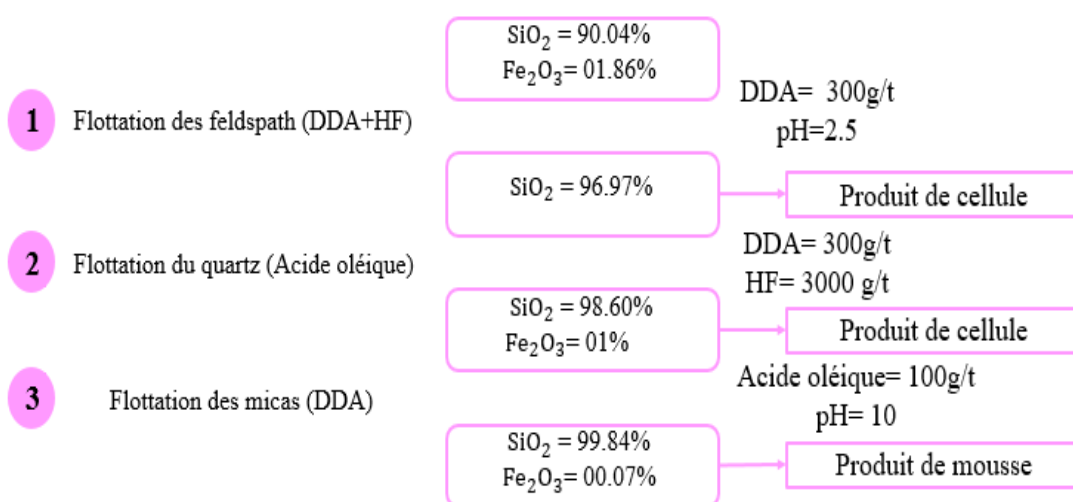 SiO₂ = 90.04%
Fe₂O₃= 01.86%
DDA= 300g/t
pH=2.5
1 Flottation des feldspath (DDA+HF)
SiO₂ = 96.97%
Produit de cellule
DDA= 300g/t
HF= 3000 g/t
2 Flottation du quartz (Acide oléique)
SiO₂ = 98.60%
Fe₂O₃= 01%
Produit de cellule
Acide oléique= 100g/t
pH= 10
3 Flottation des micas (DDA)
SiO₂ = 99.84%
Fe₂O₃= 00.07%
Produit de mousse